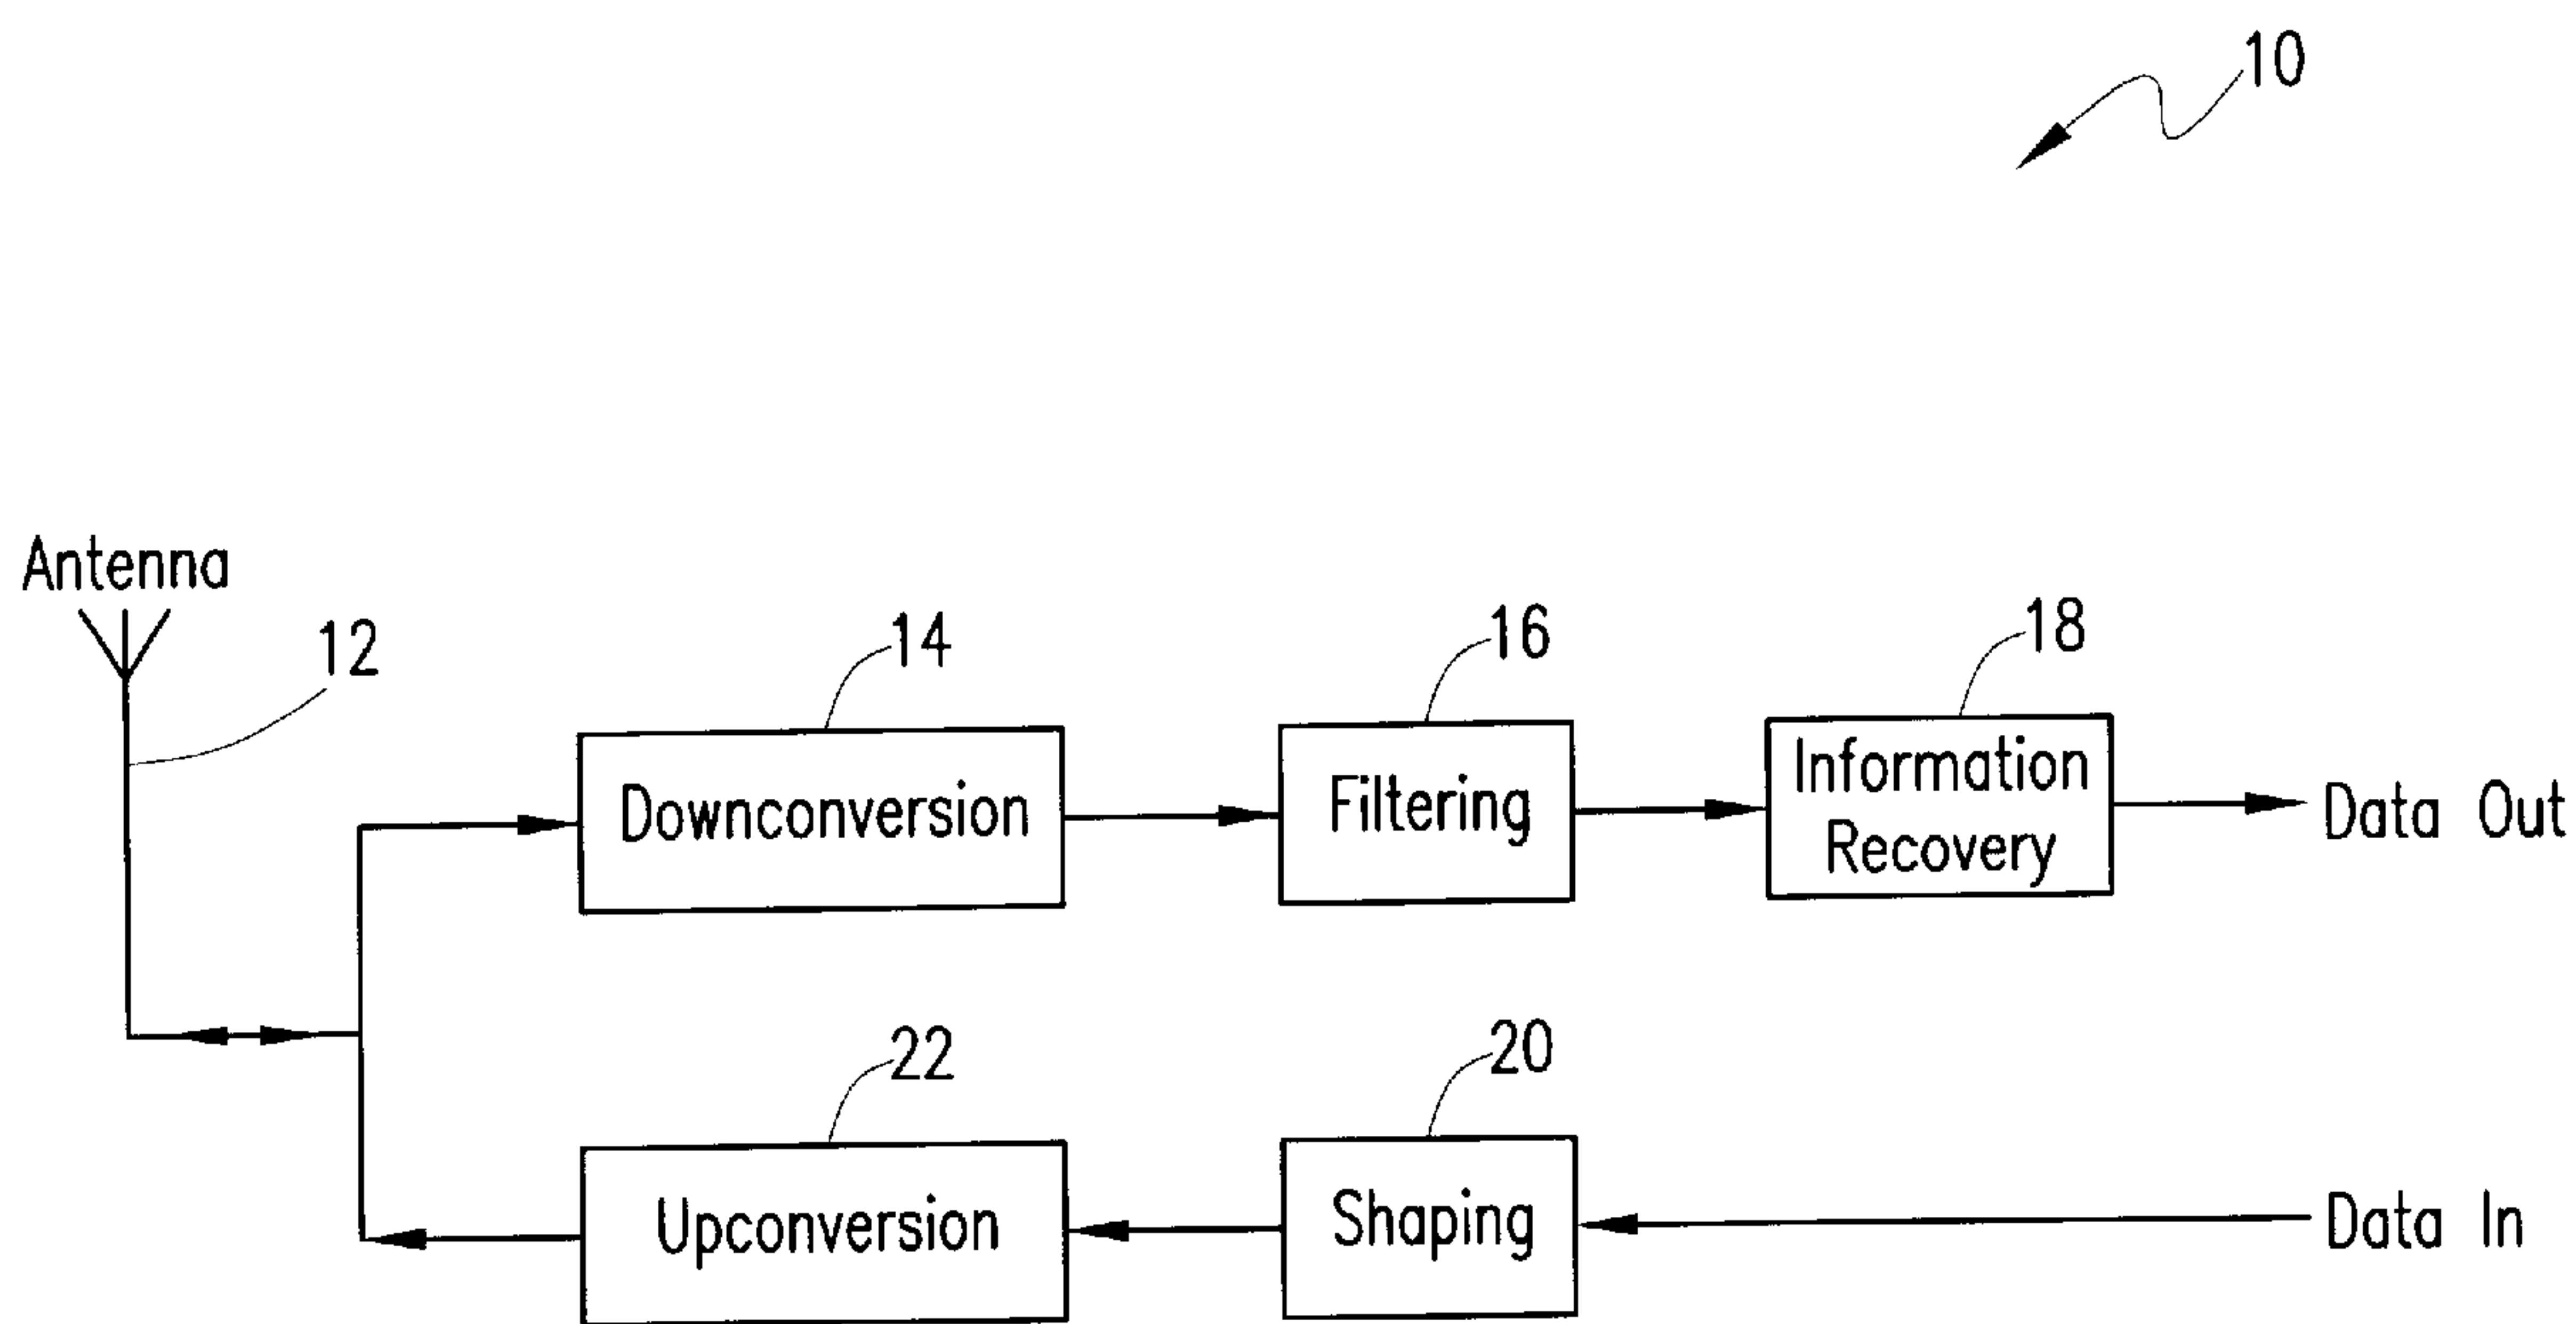 10
Antenna
12
14
16
18
Downconversion
Filtering
Information
Recovery
Data Out
22
20
Upconversion
Shaping
Data In